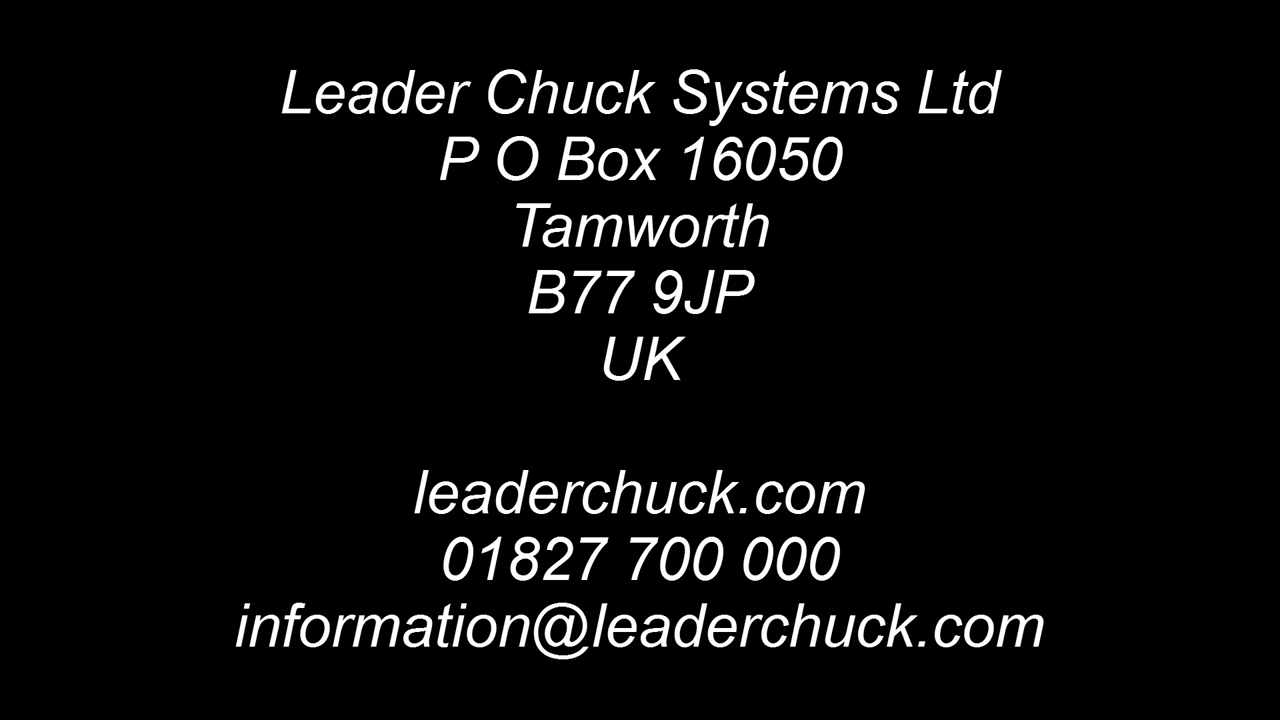 Leader Chuck Systems Ltd
P O Box 16050
Tamworth
B77 9JP
UK
leaderchuck.com
01827 700 000
information@leaderchuck.com